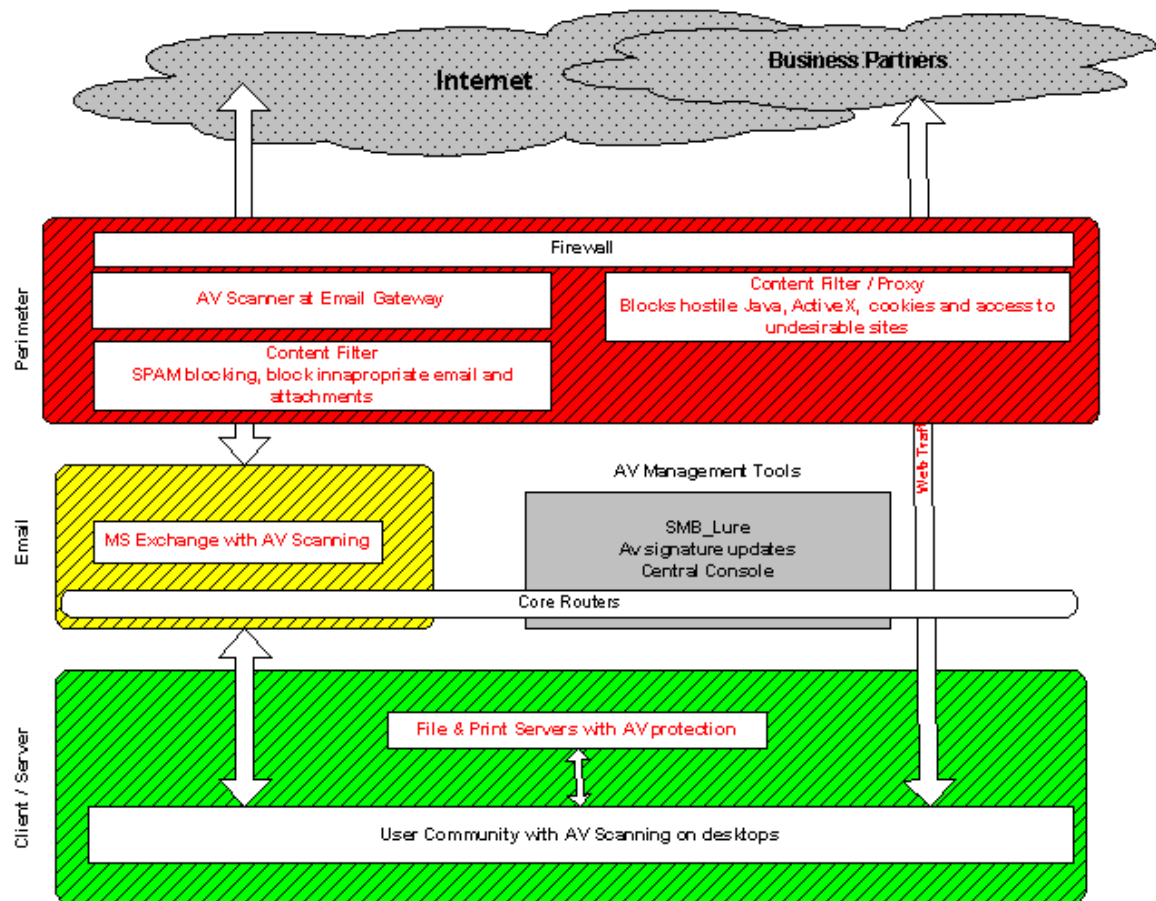 Internet
Business Partners
Perimeter
Firewall
AV Scanner at Email Gateway
Content Filter / Proxy
Blocks hostile Java, ActiveX, cookies and access to
undesirable sites
Content Filter
SPAM blocking, block innapropriate email and
attachments
Web Traf
Email
MS Exchange with AV Scanning
AV Management Tools
SMB_Lure
Av signature updates
Central Console
Core Routers
Client / Server
File & Print Servers with AV protection
User Community with AV Scanning on desktops